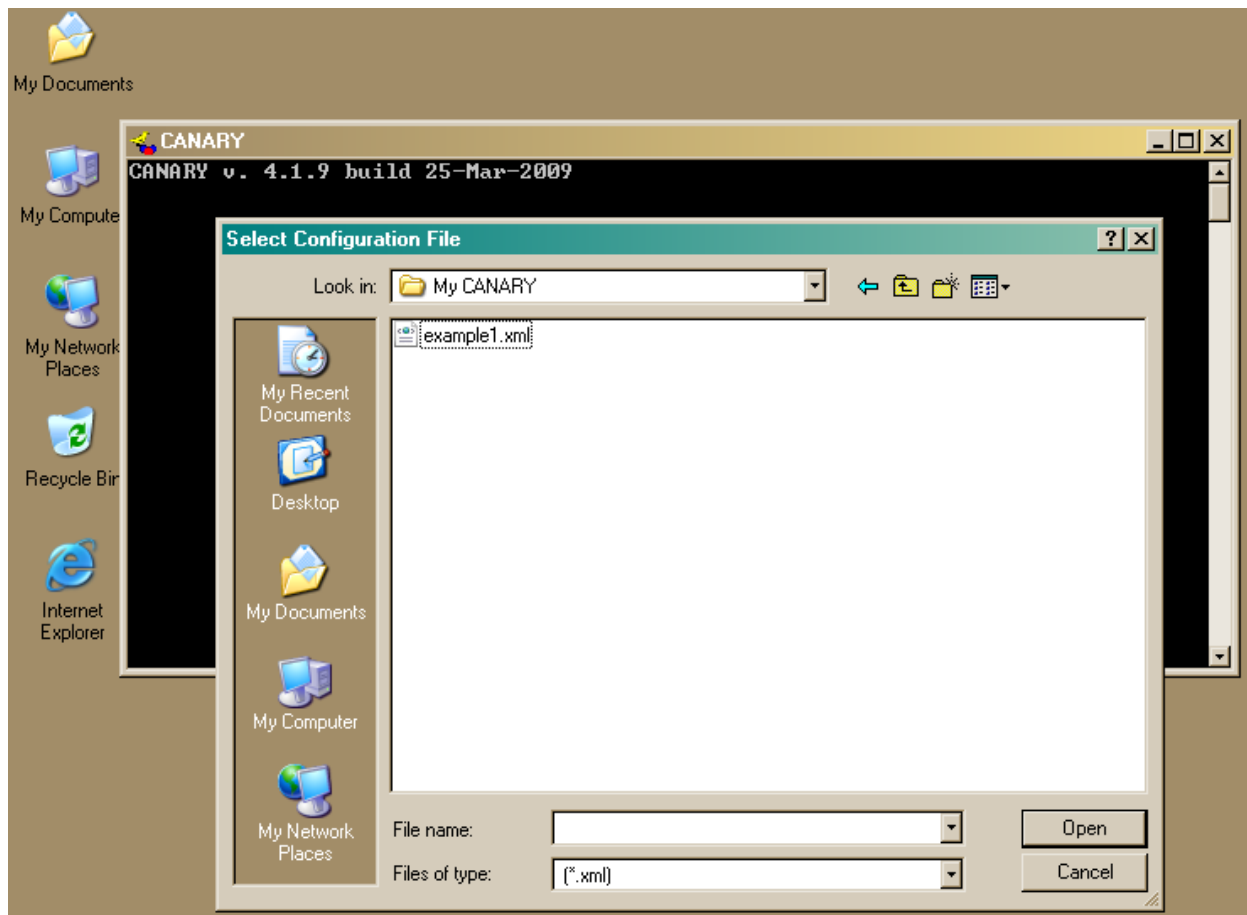 My Documents
CANARY
CANARY v. 4.1.9 build 25-Mar-2009
My Compute
Select Configuration File
Look in:
My CANARY
example1.xml
My Network
Places
Recycle Bin
Internet
Explorer
My Recent
Documents
Desktop
My Documents
My Computer
My Network
Places
File name:
Open
Files of type:
(*.xml)
Cancel